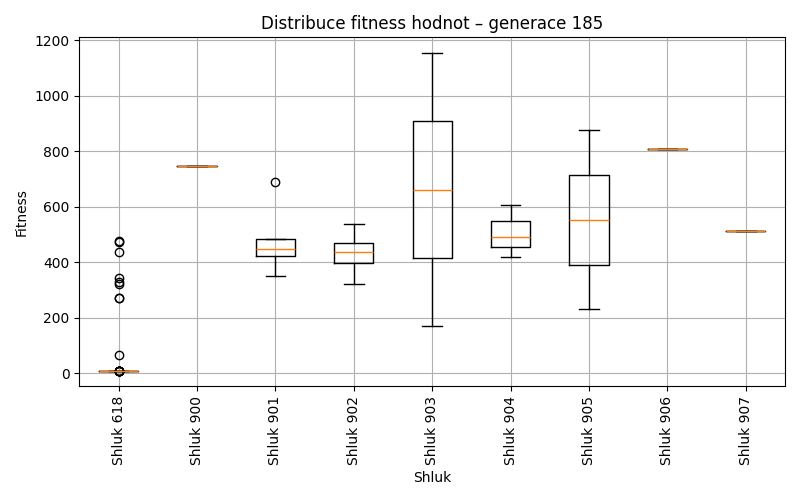 Distribuce fitness hodnot – generace 185
1200
1000
800
600
400
200
0
Fitness
Shluk 618
Shluk 900
Shluk 901
Shluk 902
Shluk 903
Shluk 904
Shluk 905
Shluk 906
Shluk 907
Shluk